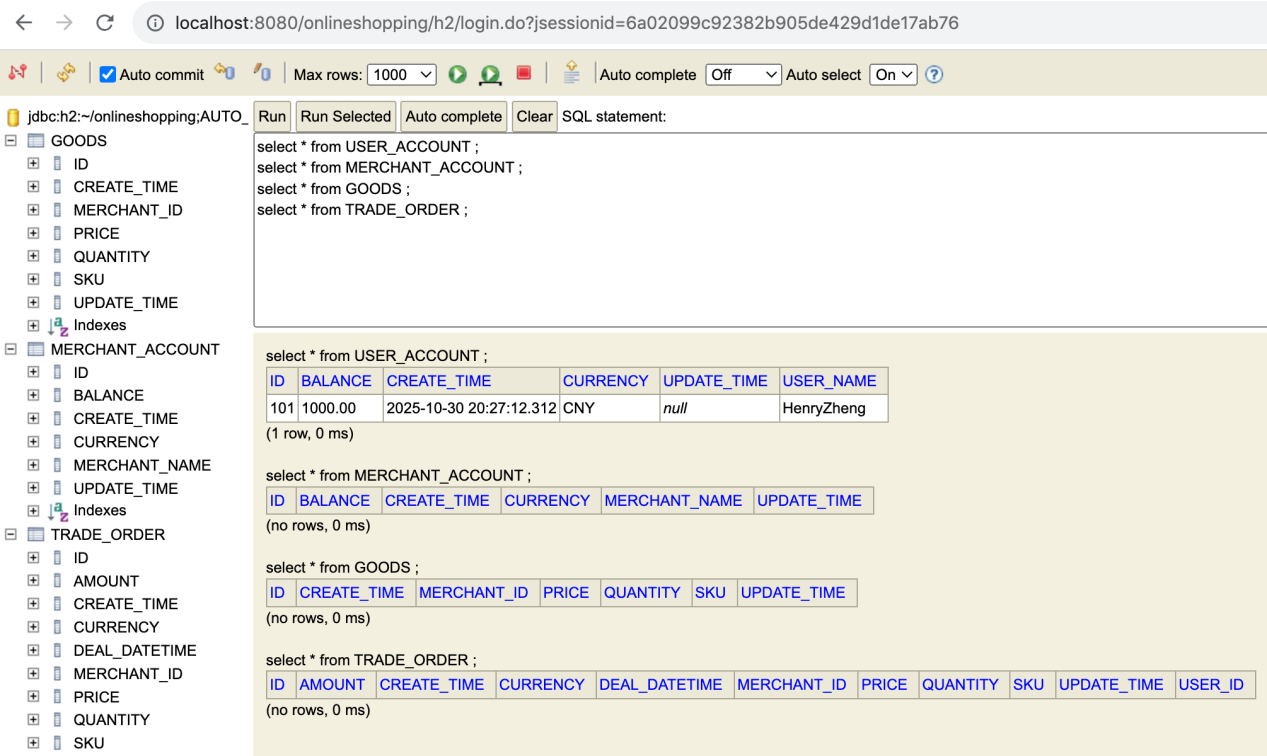 localhost:8080/onlineshopping/h2/login.do?jsessionid=6a02099c92382b905de429d1de17ab76
Auto commit Max rows: 1000 Auto complete Off Auto select On ?
jdbc:h2:~/onlineshopping;AUTO_
GOODS
ID
CREATE_TIME
MERCHANT_ID
PRICE
QUANTITY
SKU
UPDATE_TIME
Indexes
MERCHANT_ACCOUNT
ID
BALANCE
CREATE_TIME
CURRENCY
MERCHANT_NAME
UPDATE_TIME
Indexes
TRADE_ORDER
ID
AMOUNT
CREATE_TIME
CURRENCY
DEAL_DATETIME
MERCHANT_ID
PRICE
QUANTITY
SKU
Run Run Selected Auto complete Clear SQL statement:
select * from USER_ACCOUNT ;
select * from MERCHANT_ACCOUNT ;
select * from GOODS ;
select * from TRADE_ORDER ;
select * from USER_ACCOUNT ;
ID BALANCE CREATE_TIME CURRENCY UPDATE_TIME USER_NAME
101 1000.00 2025-10-30 20:27:12.312 CNY null HenryZheng
(1 row, 0 ms)
select * from MERCHANT_ACCOUNT ;
ID BALANCE CREATE_TIME CURRENCY MERCHANT_NAME UPDATE_TIME
(no rows, 0 ms)
select * from GOODS ;
ID CREATE_TIME MERCHANT_ID PRICE QUANTITY SKU UPDATE_TIME
(no rows, 0 ms)
select * from TRADE_ORDER ;
ID AMOUNT CREATE_TIME CURRENCY DEAL_DATETIME MERCHANT_ID PRICE QUANTITY SKU UPDATE_TIME USER_ID
(no rows, 0 ms)